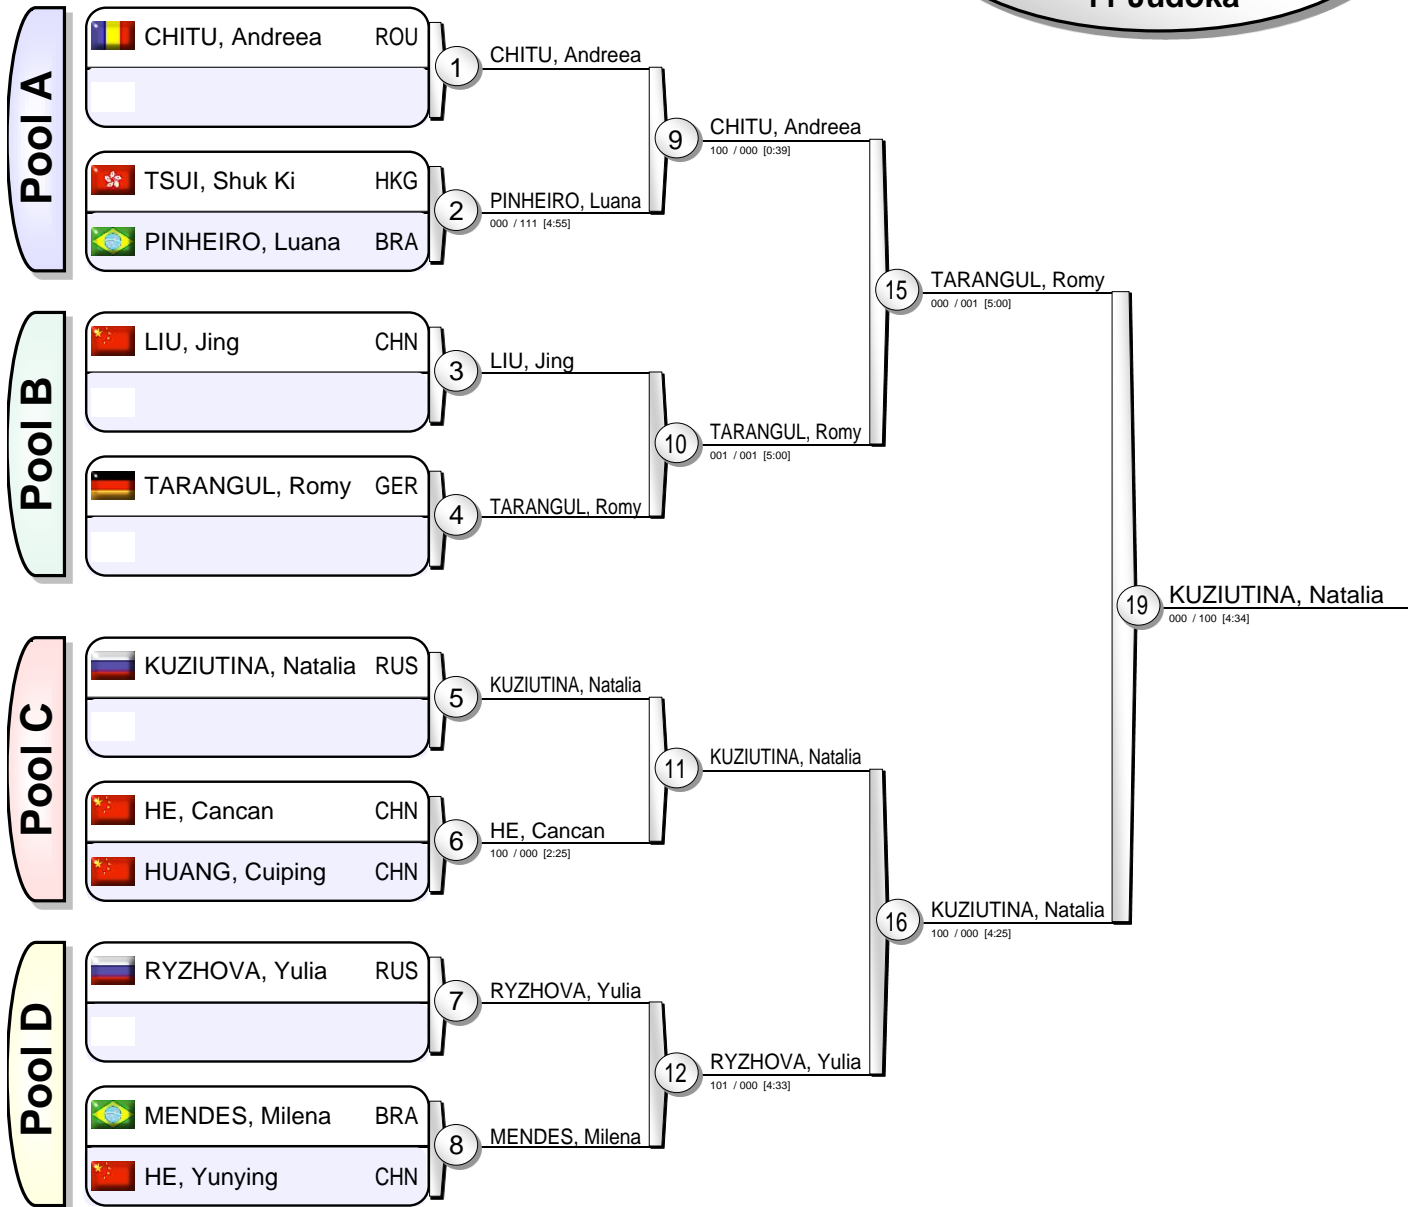 11 Judoka
Pool A
CHITU, Andreea ROU
TSUI, Shuk Ki HKG
PINHEIRO, Luana BRA
Pool B
LIU, Jing CHN
TARANGUL, Romy GER
Pool C
KUZIUTINA, Natalia RUS
HE, Cancan CHN
HUANG, Cuiping CHN
Pool D
RYZHOVA, Yulia RUS
MENDES, Milena BRA
HE, Yunying CHN
1
CHITU, Andreea
2
PINHEIRO, Luana
000 / 111 [4:55]
3
LIU, Jing
4
TARANGUL, Romy
5
KUZIUTINA, Natalia
6
HE, Cancan
100 / 000 [2:25]
7
RYZHOVA, Yulia
8
MENDES, Milena
9
CHITU, Andreea
100 / 000 [0:39]
10
TARANGUL, Romy
001 / 001 [5:00]
11
KUZIUTINA, Natalia
12
RYZHOVA, Yulia
101 / 000 [4:33]
15
TARANGUL, Romy
000 / 001 [5:00]
16
KUZIUTINA, Natalia
100 / 000 [4:25]
19
KUZIUTINA, Natalia
000 / 100 [4:34]